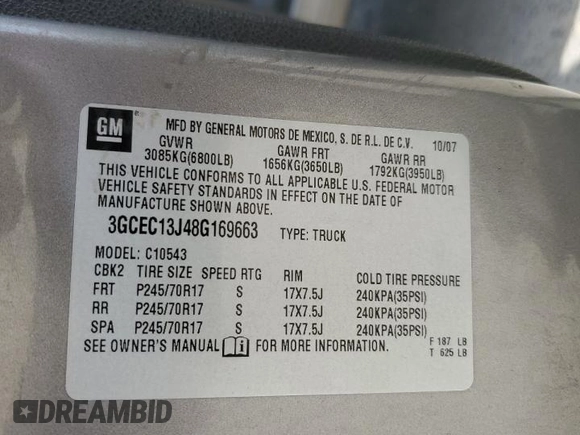 GM
MFD BY GENERAL MOTORS DE MEXICO, S. DE R.L. DE C.V. 10/07
GVWR GAWR FRT GAWR RR
3085KG(6800LB) 1656KG(3650LB) 1792KG(3950LB)
THIS VEHICLE CONFORMS TO ALL APPLICABLE U.S. FEDERAL MOTOR
VEHICLE SAFETY STANDARDS IN EFFECT ON THE DATE OF
MANUFACTURE SHOWN ABOVE.
3GCEC13J48G169663 TYPE: TRUCK
MODEL: C10543
CBK2 TIRE SIZE SPEED RTG RIM COLD TIRE PRESSURE
FRT P245/70R17 S 17X7.5J 240KPA(35PSI)
RR P245/70R17 S 17X7.5J 240KPA(35PSI)
SPA P245/70R17 S 17X7.5J 240KPA(35PSI)
SEE OWNER'S MANUAL FOR MORE INFORMATION.
F 187 LB
T 625 LB
DREAMBID